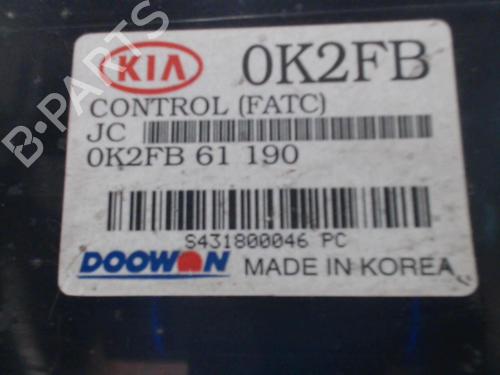 KIA 0K2FB
CONTROL (FATC)
JC
0K2FB 61 190
S431800046 PC
DOOWON MADE IN KOREA
B-PARTS